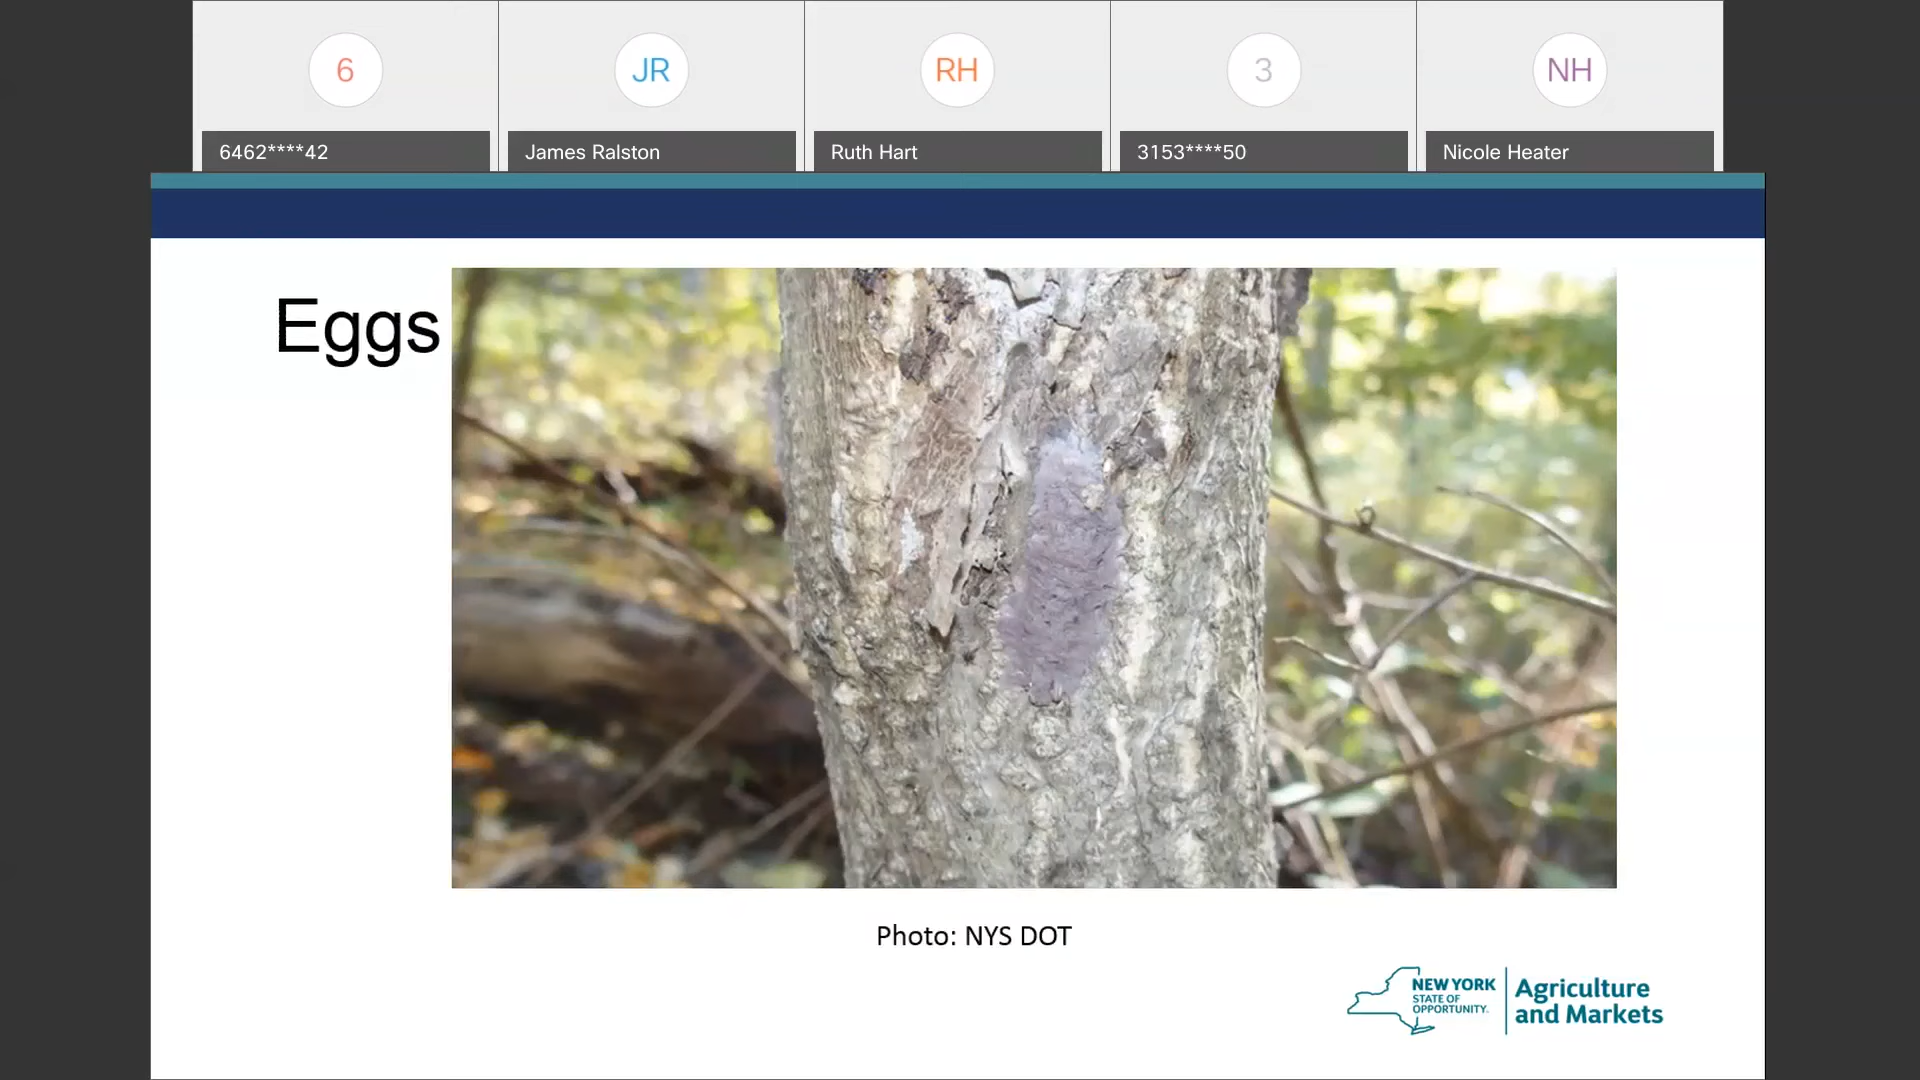 6
JR
RH
3
NH
6462****42
James Ralston
Ruth Hart
3153****50
Nicole Heater
Eggs
Photo: NYS DOT
NEW YORK
STATE OF
OPPORTUNITY.
Agriculture
and Markets